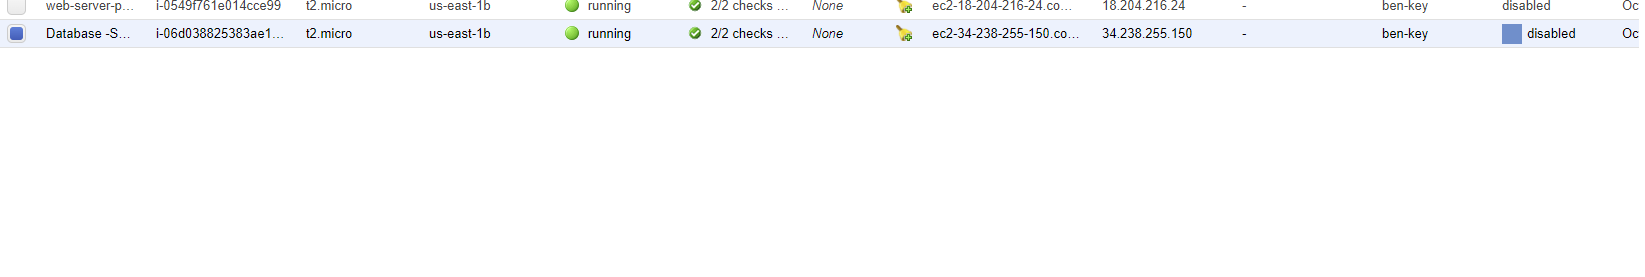 web-server-p... i-0549f761e014cce99 t2.micro us-east-1b running 2/2 checks ... None ec2-18-204-216-24.co... 18.204.216.24 - ben-key disabled Oc
Database -S... i-06d038825383ae1... t2.micro us-east-1b running 2/2 checks ... None ec2-34-238-255-150.co... 34.238.255.150 - ben-key disabled Oc